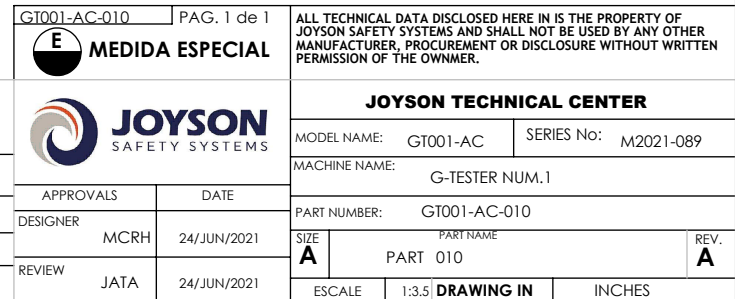 GT001-AC-010 PAG. 1 de 1
E MEDIDA ESPECIAL
ALL TECHNICAL DATA DISCLOSED HERE IN IS THE PROPERTY OF
JOYSON SAFETY SYSTEMS AND SHALL NOT BE USED BY ANY OTHER
MANUFACTURER, PROCUREMENT OR DISCLOSURE WITHOUT WRITTEN
PERMISSION OF THE OWNMER.
JOYSON
SAFETY SYSTEMS
JOYSON TECHNICAL CENTER
MODEL NAME: GT001-AC SERIES No: M2021-089
MACHINE NAME:
G-TESTER NUM.1
APPROVALS DATE
PART NUMBER: GT001-AC-010
DESIGNER
MCRH 24/JUN/2021
SIZE PART NAME REV.
A PART 010 A
REVIEW
JATA 24/JUN/2021
ESCALE 1:3.5 DRAWING IN INCHES